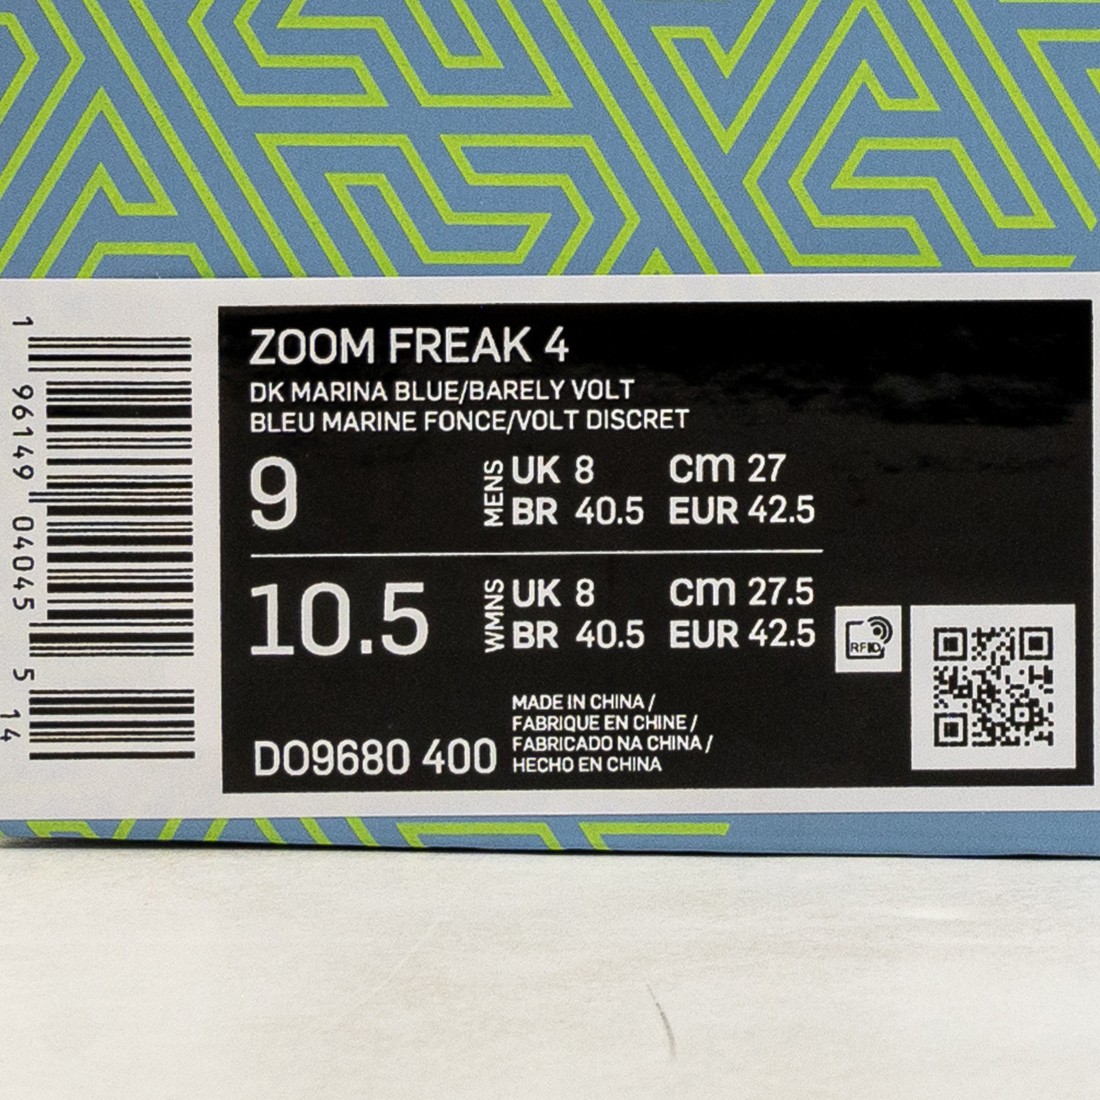 ZOOM FREAK 4
DK MARINA BLUE/BARELY VOLT
BLEU MARINE FONCE/VOLT DISCRET
9
MENS
UK 8 cm 27
BR 40.5 EUR 42.5
10.5
WMNS
UK 8 cm 27.5
BR 40.5 EUR 42.5
RFID
DO9680 400
MADE IN CHINA /
FABRIQUE EN CHINE /
FABRICADO NA CHINA /
HECHO EN CHINA
1 96149 04045 5 14